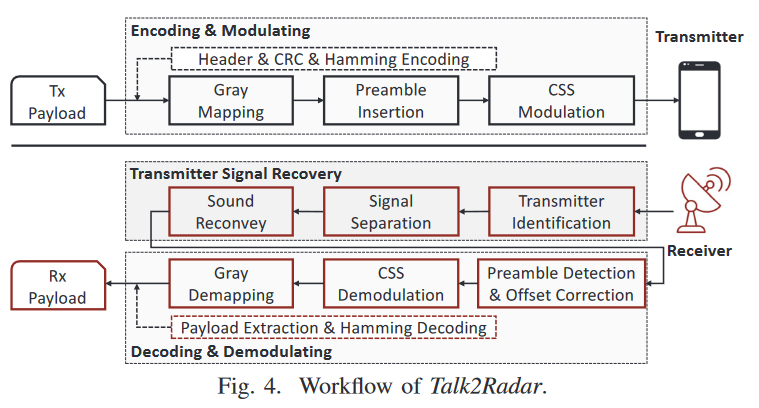 Encoding & Modulating
Transmitter
Header & CRC & Hamming Encoding
Tx
Payload
Gray
Mapping
Preamble
Insertion
CSS
Modulation
Transmitter Signal Recovery
Sound
Reconvey
Signal
Separation
Transmitter
Identification
Receiver
Rx
Payload
Gray
Demapping
CSS
Demodulation
Preamble Detection
& Offset Correction
Payload Extraction & Hamming Decoding
Decoding & Demodulating
Fig. 4. Workflow of Talk2Radar.